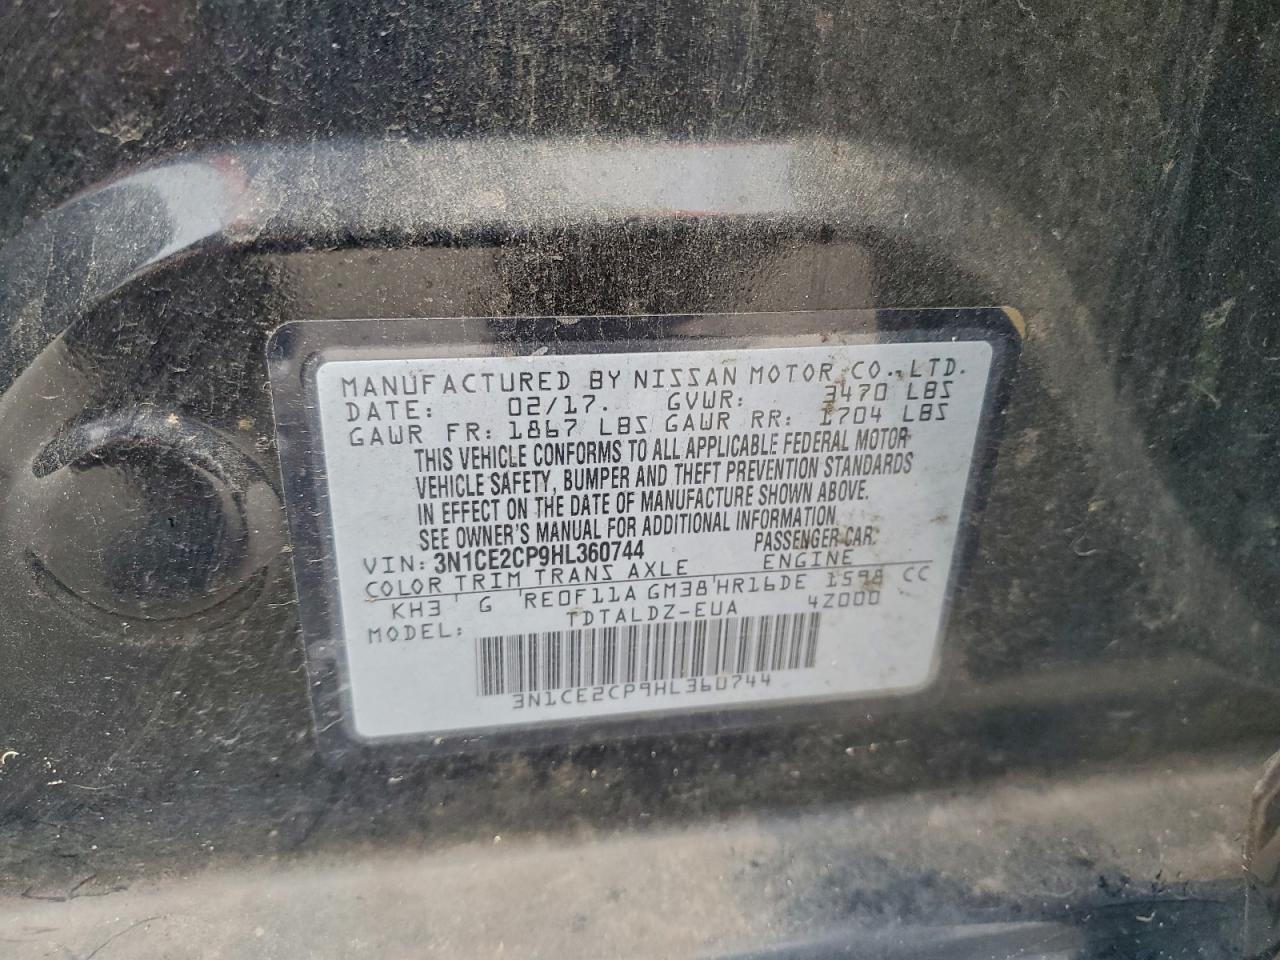 MANUFACTURED BY NISSAN MOTOR CO., LTD.
DATE: 02/17. GVWR: 3470 LBS
GAWR FR: 1867 LBS GAWR RR: 1704 LBS
THIS VEHICLE CONFORMS TO ALL APPLICABLE FEDERAL MOTOR
VEHICLE SAFETY, BUMPER AND THEFT PREVENTION STANDARDS
IN EFFECT ON THE DATE OF MANUFACTURE SHOWN ABOVE.
SEE OWNER'S MANUAL FOR ADDITIONAL INFORMATION.
VIN: 3N1CE2CP9HL360744 PASSENGER CAR:
COLOR TRIM TRANS AXLE ENGINE
KH3 G RE0F11A GM38 HR16DE 1598 CC
MODEL: TDTALDZ-EUA 4Z000
3N1CE2CP9HL360744